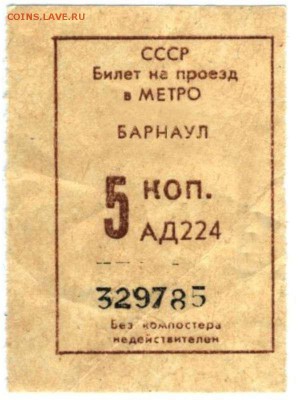 COINS.LAVE.RU
СССР
Билет на проезд
в МЕТРО
БАРНАУЛ
5 КОП.
АД224
329785
Без компостера
недействителен